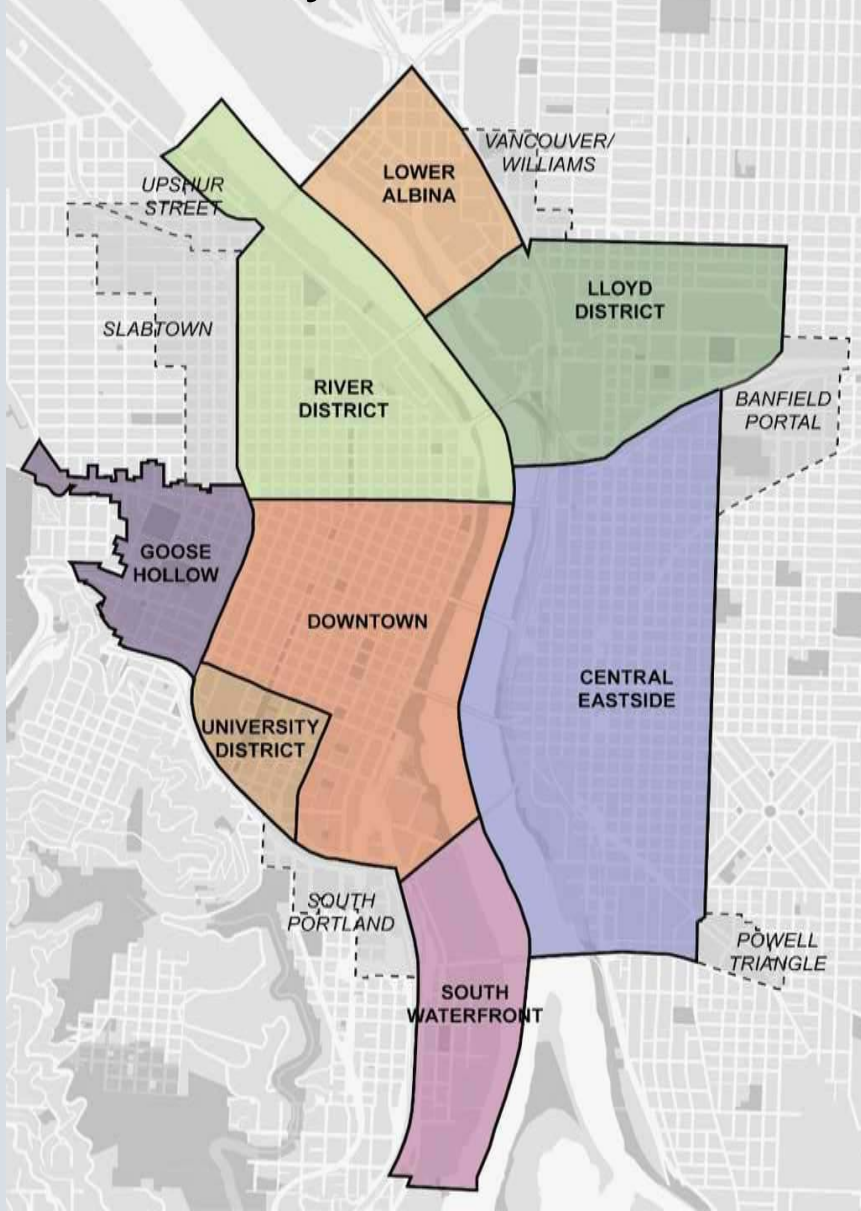 VANCOUVER/
WILLIAMS
LOWER
ALBINA
UPSHUR
STREET
LLOYD
DISTRICT
SLABTOWN
RIVER
DISTRICT
BANFIELD
PORTAL
GOOSE
HOLLOW
DOWNTOWN
CENTRAL
EASTSIDE
UNIVERSITY
DISTRICT
SOUTH
PORTLAND
POWELL
TRIANGLE
SOUTH
WATERFRONT